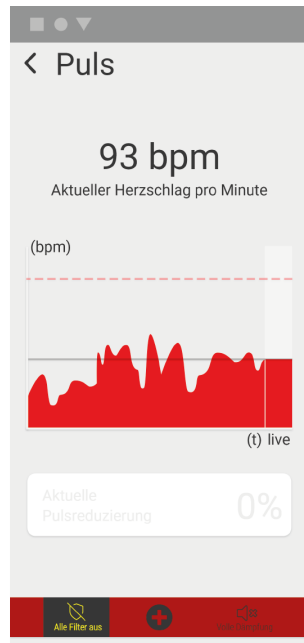 Puls
93 bpm
Aktueller Herzschlag pro Minute
(bpm)
(t) live
Aktuelle
Pulsreduzierung
0%
Alle Filter aus